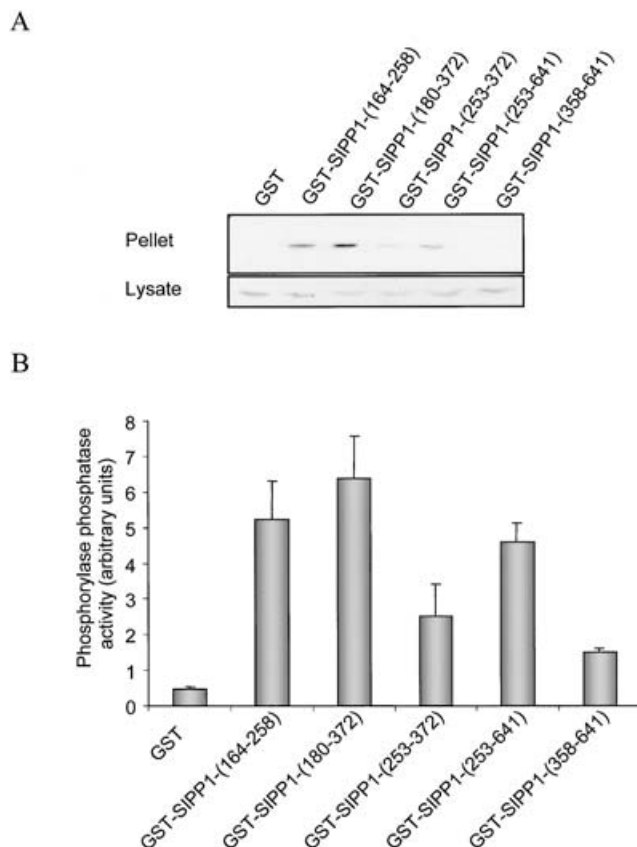 A
GST
GST-SIPP1-(164-258)
GST-SIPP1-(180-372)
GST-SIPP1-(253-372)
GST-SIPP1-(253-641)
GST-SIPP1-(358-641)
Pellet
Lysate
B
Phosphorylase phosphatase
activity (arbitrary units)
8
7
6
5
4
3
2
1
0
GST
GST-SIPP1-(164-258)
GST-SIPP1-(180-372)
GST-SIPP1-(253-372)
GST-SIPP1-(253-641)
GST-SIPP1-(358-641)